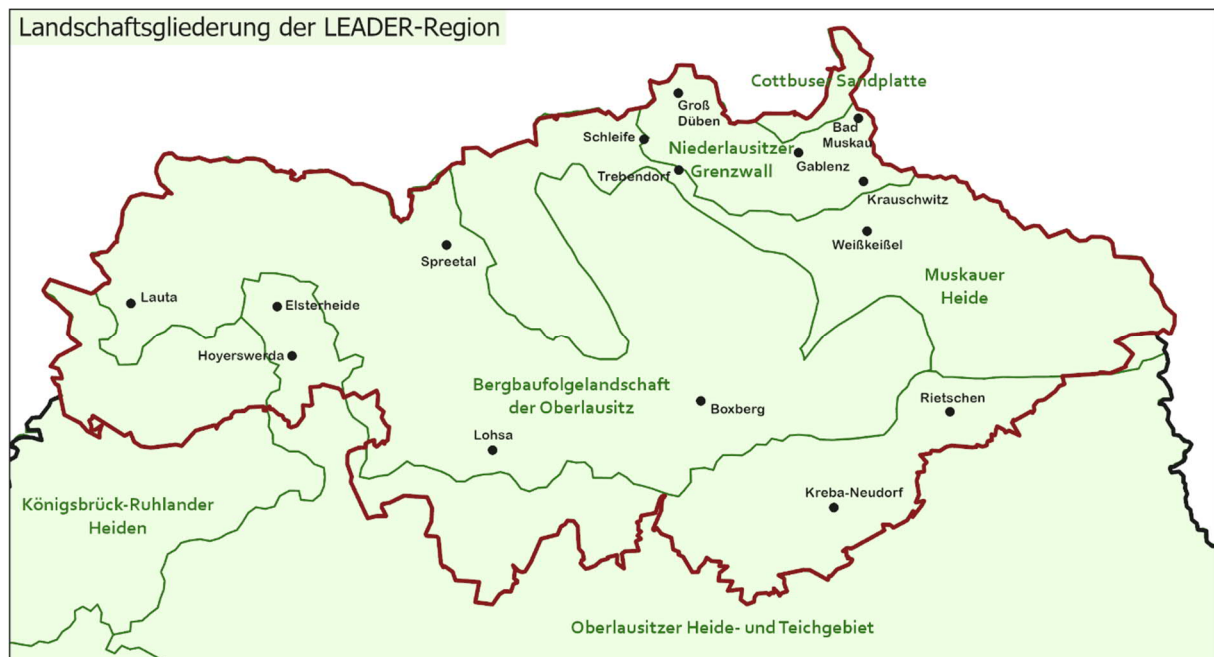 Landschaftsgliederung der LEADER-Region
Cottbuser Sandplatte
Groß
Düben
Bad
Muskau
Schleife
Niederlausitzer
Grenzwall
Gablenz
Trebendorf
Krauschwitz
Weißkeißel
Spreetal
Muskauer
Heide
Lauta
Elsterheide
Hoyerswerda
Bergbaufolgelandschaft
der Oberlausitz
Boxberg
Rietschen
Lohsa
Königsbrück-Ruhlander
Heiden
Kreba-Neudorf
Oberlausitzer Heide- und Teichgebiet